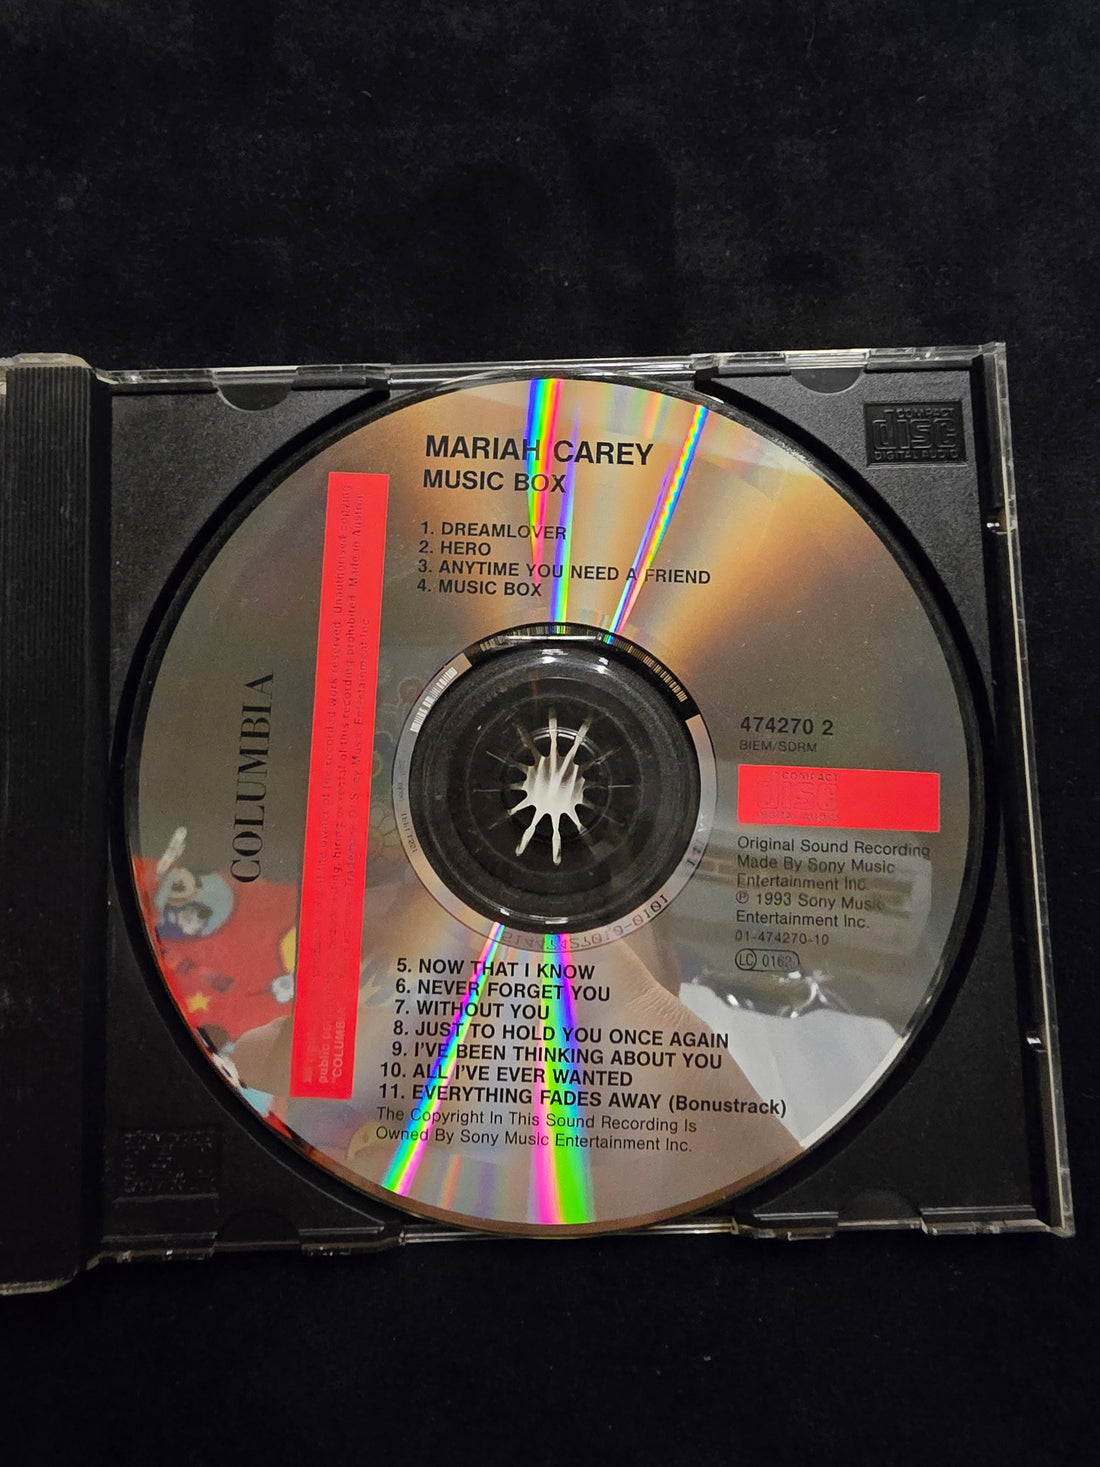 COMPACT
disc
DIGITAL AUDIO
MARIAH CAREY
MUSIC BOX
1. DREAMLOVER
2. HERO
3. ANYTIME YOU NEED A FRIEND
4. MUSIC BOX
COLUMBIA
474270 2
BIEM/SDRM
COMPACT
disc
DIGITAL AUDIO
Original Sound Recording
Made By Sony Music
Entertainment Inc.
℗ 1993 Sony Music
Entertainment Inc.
01-474270-10
LC 0162
5. NOW THAT I KNOW
6. NEVER FORGET YOU
7. WITHOUT YOU
8. JUST TO HOLD YOU ONCE AGAIN
9. I'VE BEEN THINKING ABOUT YOU
10. ALL I'VE EVER WANTED
11. EVERYTHING FADES AWAY (Bonustrack)
The Copyright In This Sound Recording Is
Owned By Sony Music Entertainment Inc.